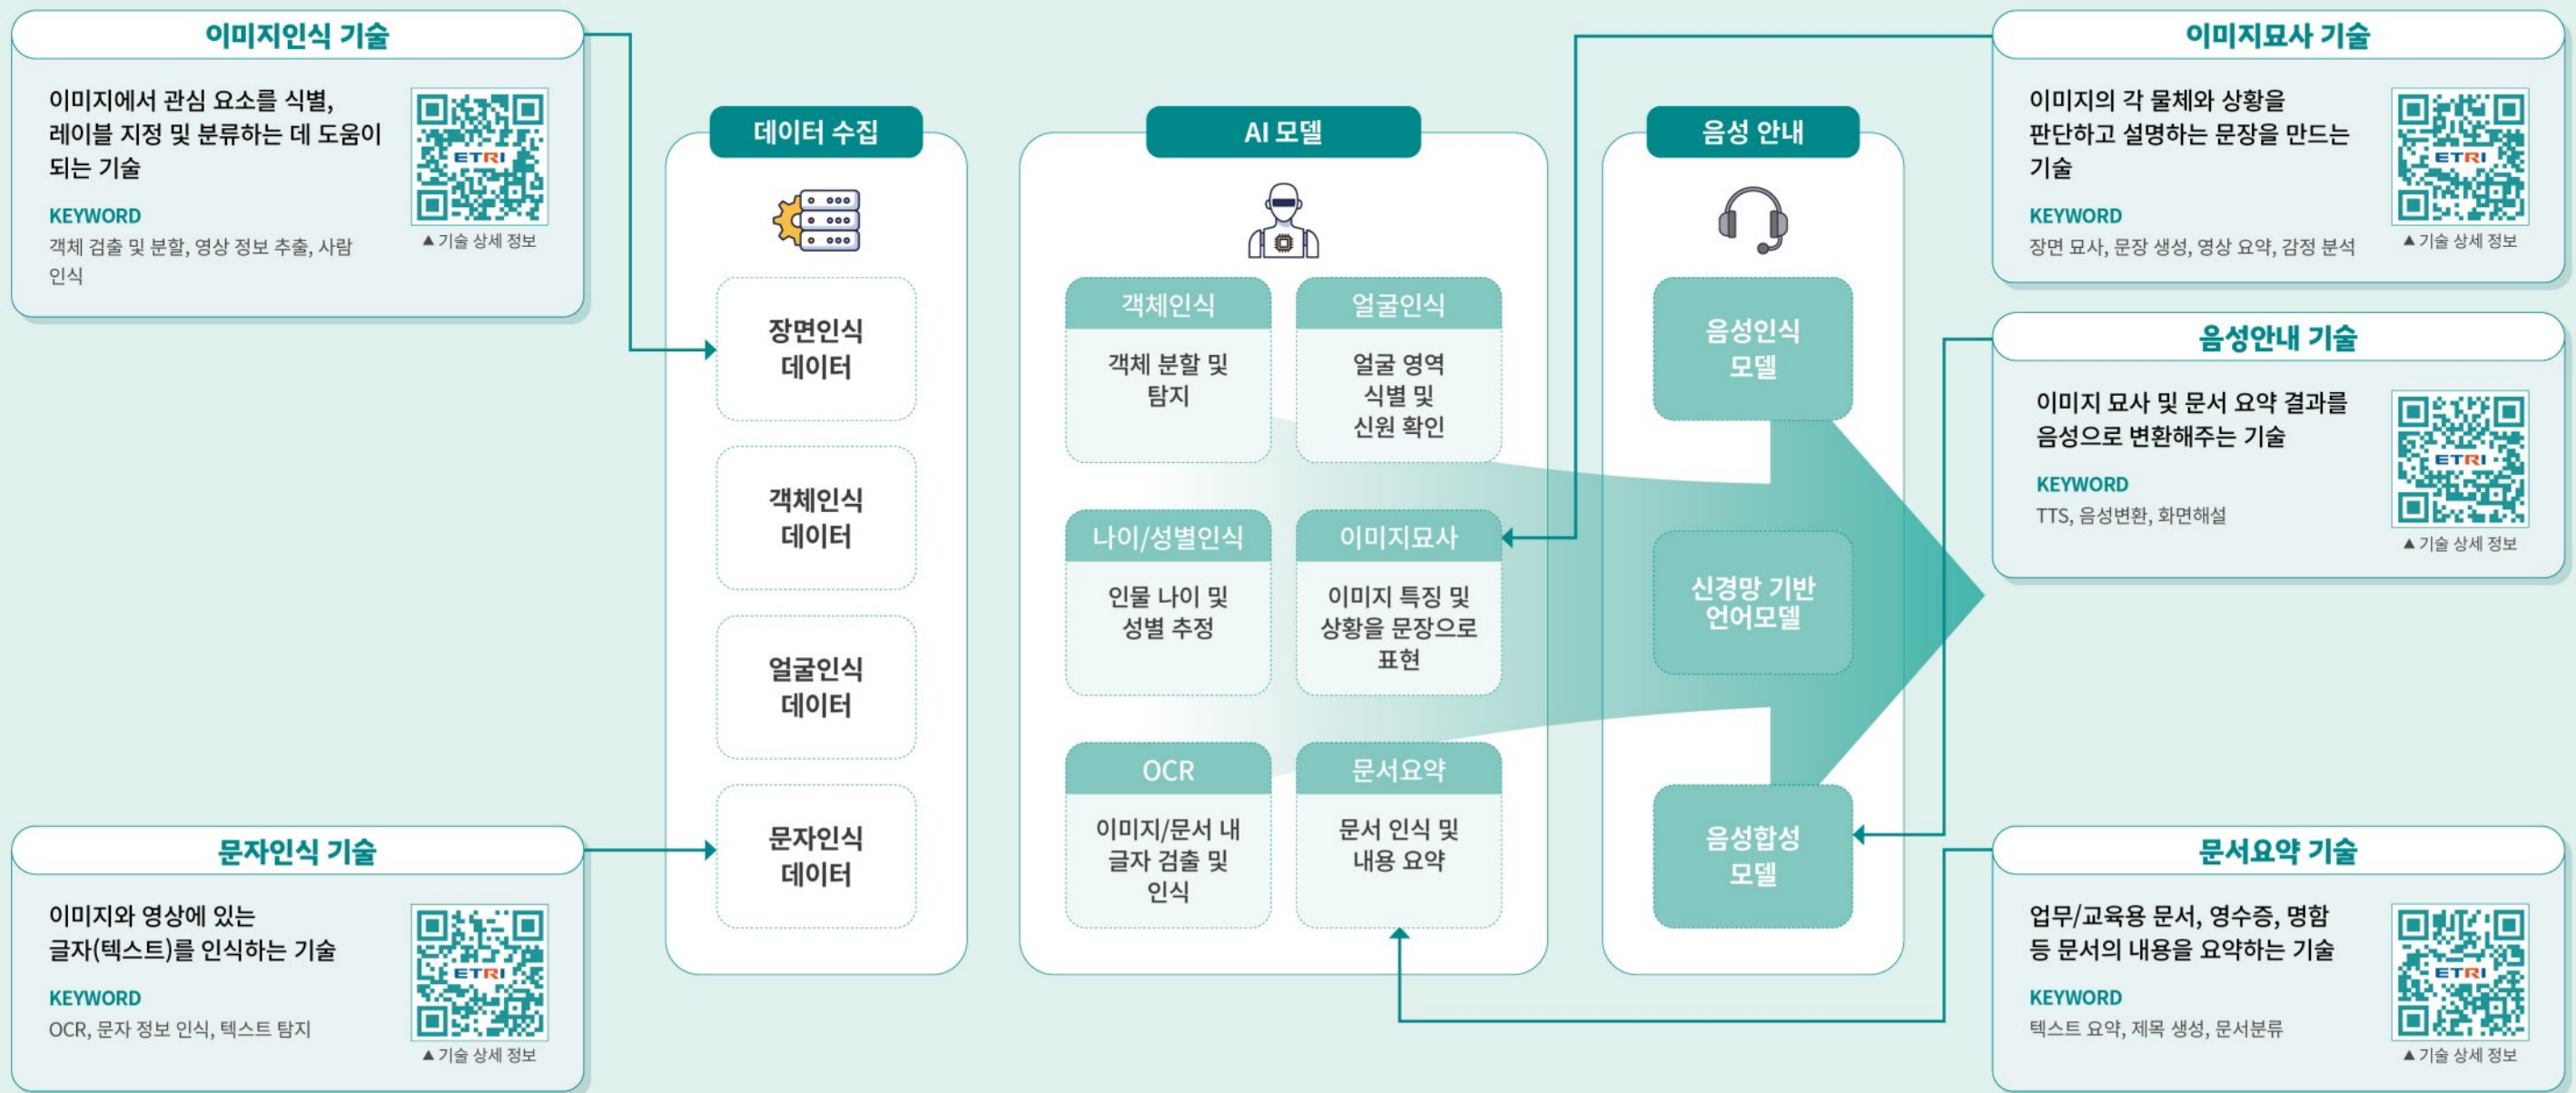 이미지인식 기술
이미지에서 관심 요소를 식별,
레이블 지정 및 분류하는 데 도움이
되는 기술
KEYWORD
객체 검출 및 분할, 영상 정보 추출, 사람
인식
ETRI
▲ 기술 상세 정보
문자인식 기술
이미지와 영상에 있는
글자(텍스트)를 인식하는 기술
KEYWORD
OCR, 문자 정보 인식, 텍스트 탐지
ETRI
▲ 기술 상세 정보
데이터 수집
장면인식
데이터
객체인식
데이터
얼굴인식
데이터
문자인식
데이터
AI 모델
객체인식
객체 분할 및
탐지
얼굴인식
얼굴 영역
식별 및
신원 확인
나이/성별인식
인물 나이 및
성별 추정
이미지묘사
이미지 특징 및
상황을 문장으로
표현
OCR
이미지/문서 내
글자 검출 및
인식
문서요약
문서 인식 및
내용 요약
음성 안내
음성인식
모델
신경망 기반
언어모델
음성합성
모델
이미지묘사 기술
이미지의 각 물체와 상황을
판단하고 설명하는 문장을 만드는
기술
KEYWORD
장면 묘사, 문장 생성, 영상 요약, 감정 분석
ETRI
▲ 기술 상세 정보
음성안내 기술
이미지 묘사 및 문서 요약 결과를
음성으로 변환해주는 기술
KEYWORD
TTS, 음성변환, 화면해설
ETRI
▲ 기술 상세 정보
문서요약 기술
업무/교육용 문서, 영수증, 명함
등 문서의 내용을 요약하는 기술
KEYWORD
텍스트 요약, 제목 생성, 문서분류
ETRI
▲ 기술 상세 정보